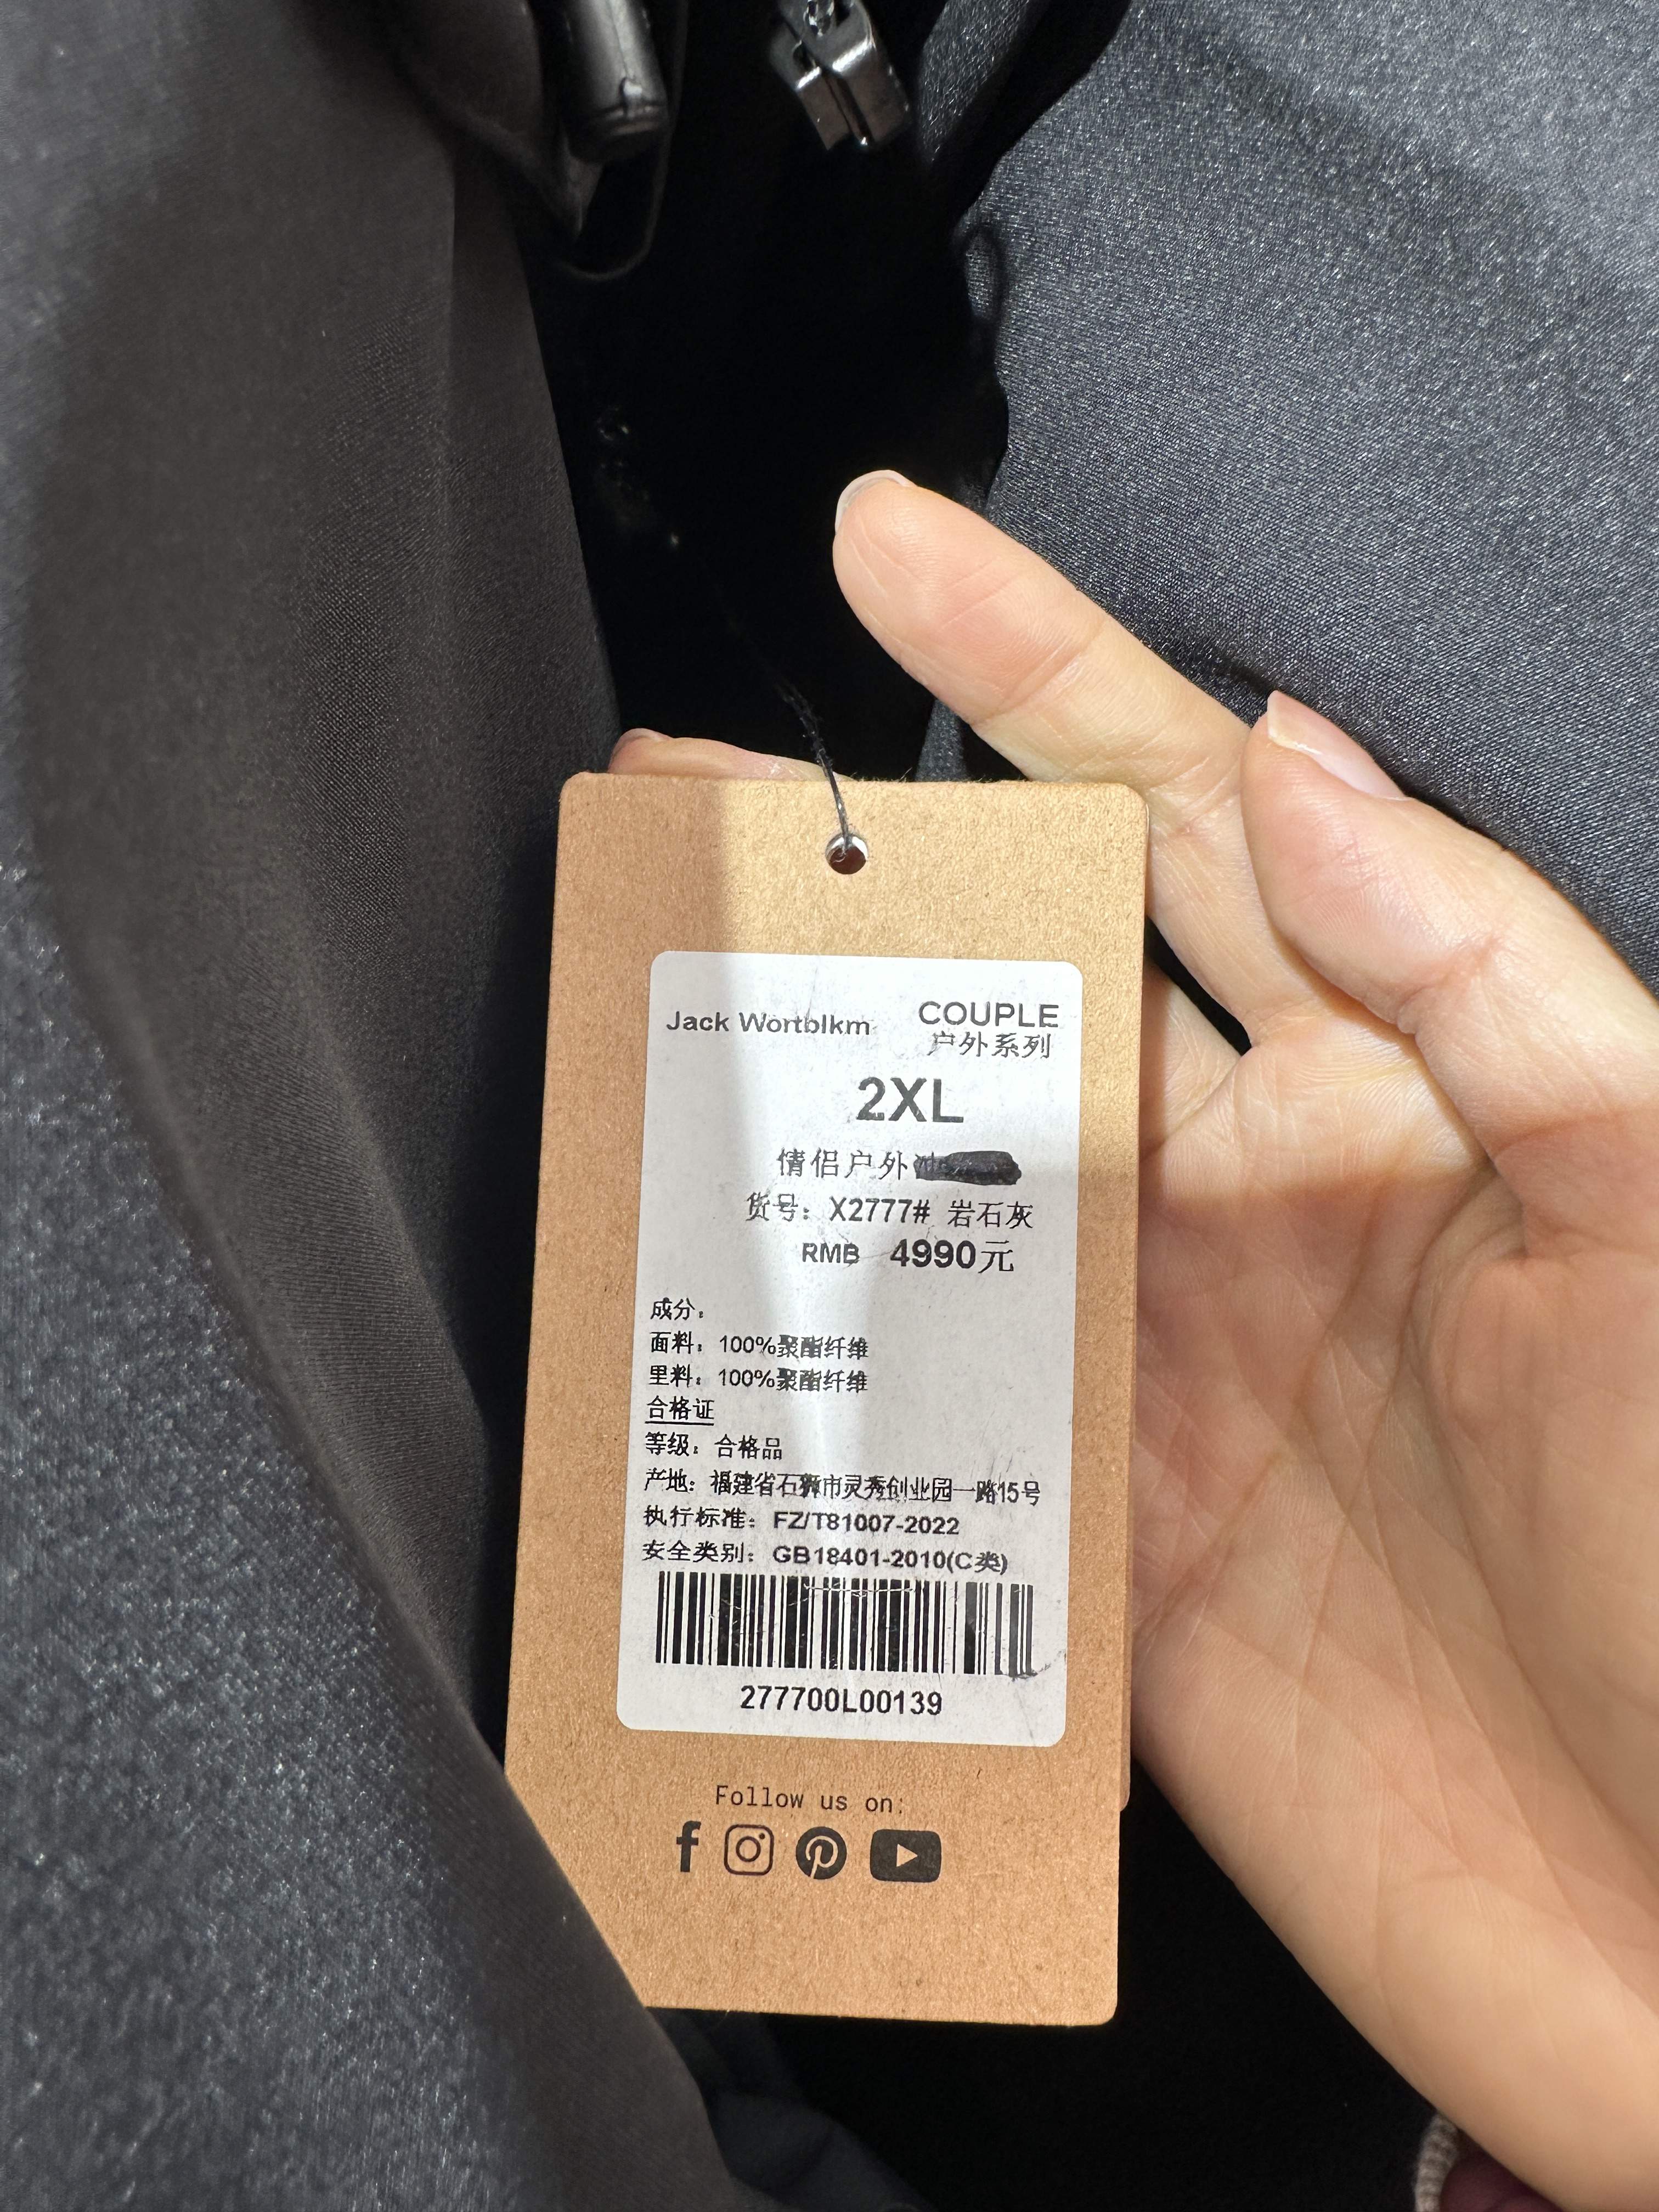 Jack Wortblkm
COUPLE
户外系列
2XL
情侣户外
货号：X2777# 岩石灰
RMB 4990元
成分：
面料：100%聚酯纤维
里料：100%聚酯纤维
合格证
等级：合格品
产地：福建省石狮市灵秀创业园一路15号
执行标准：FZ/T81007-2022
安全类别：GB18401-2010(C类)
277700L00139
Follow us on: